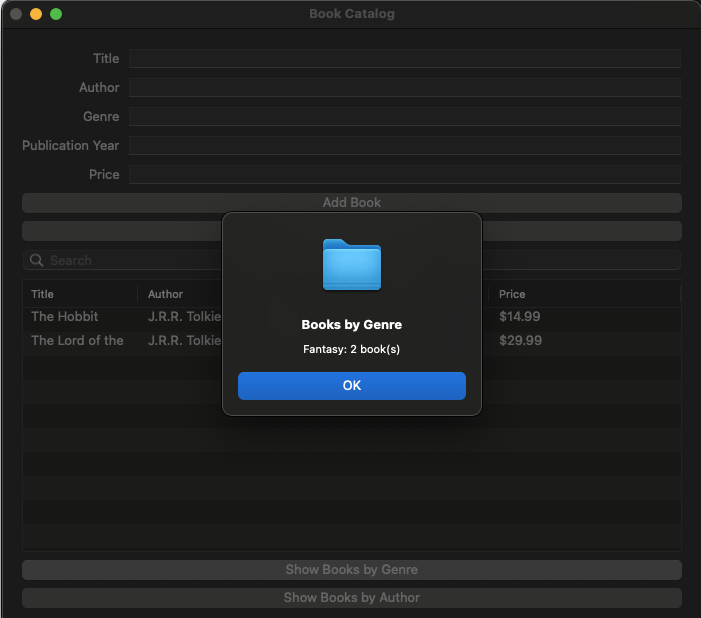 Book Catalog
Title
Author
Genre
Publication Year
Price
Add Book
Search
Title Author Price
The Hobbit J.R.R. Tolkie $14.99
The Lord of the J.R.R. Tolkie $29.99
Books by Genre
Fantasy: 2 book(s)
OK
Show Books by Genre
Show Books by Author